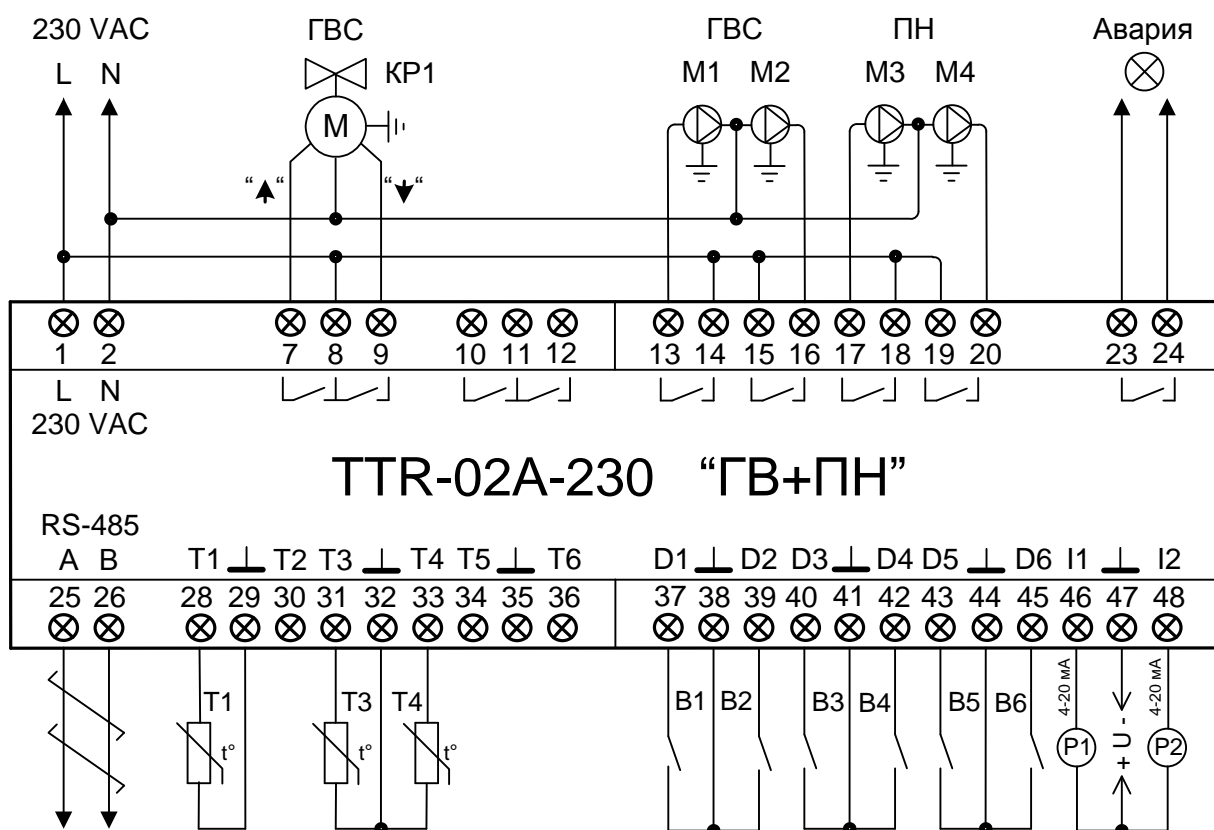 230 VAC ГВС ГВС ПН Авария
L N КР1 M1 M2 M3 M4
M
“ “ “ “
1 2 7 8 9 10 11 12 13 14 15 16 17 18 19 20 23 24
L N
230 VAC
TTR-02A-230 “ГВ+ПН”
RS-485
A B T1 T2 T3 T4 T5 T6 D1 D2 D3 D4 D5 D6 I1 I2
25 26 28 29 30 31 32 33 34 35 36 37 38 39 40 41 42 43 44 45 46 47 48
T1 T3 T4 B1 B2 B3 B4 B5 B6 4-20 мА 4-20 мА
t° t° t° P1 + U - P2